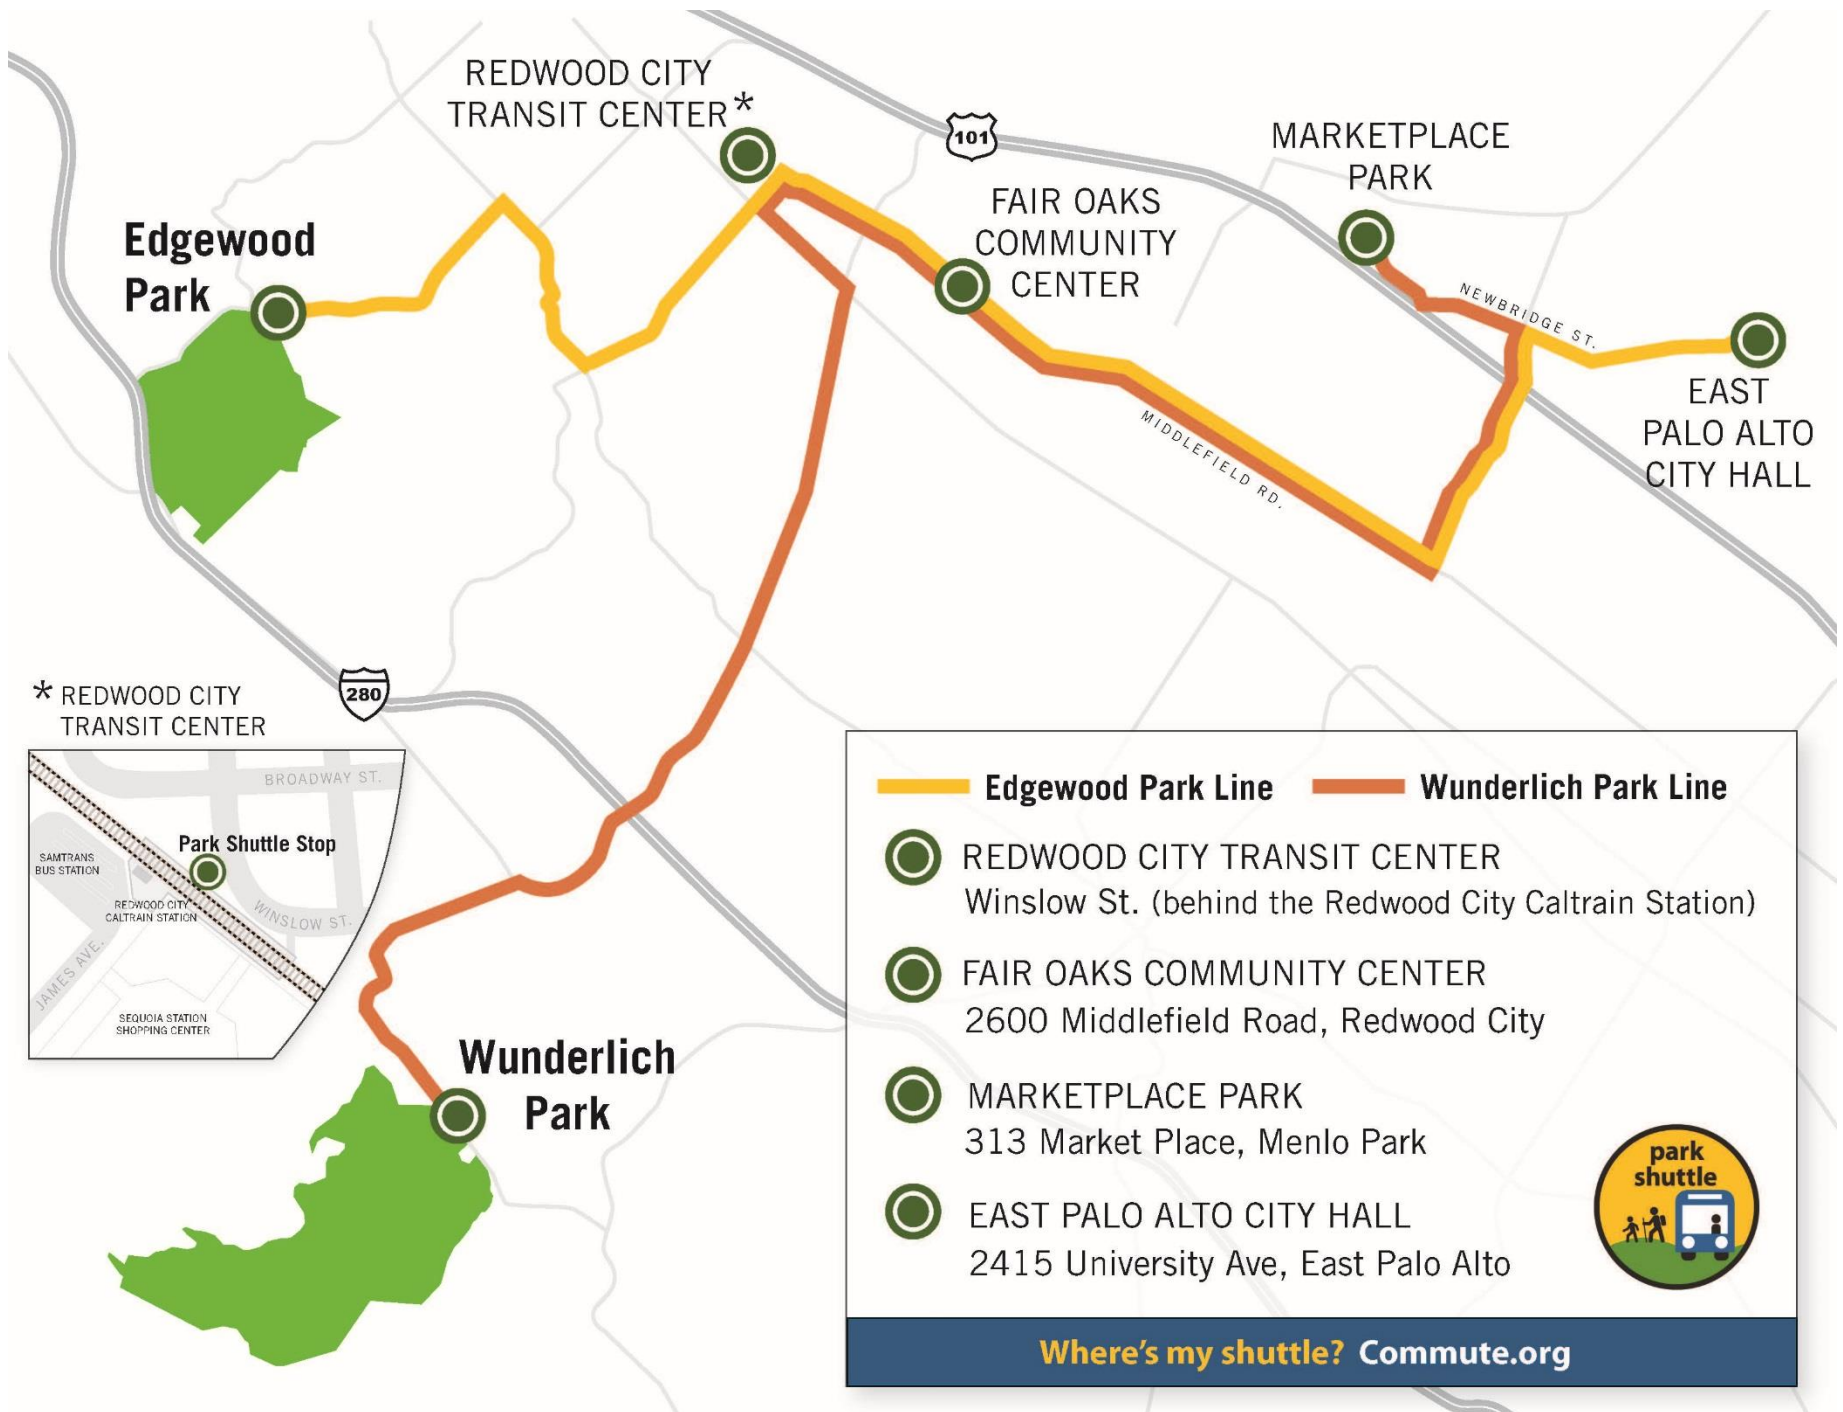 REDWOOD CITY
TRANSIT CENTER*
101
MARKETPLACE
PARK
FAIR OAKS
COMMUNITY
CENTER
Edgewood
Park
NEWBRIDGE ST.
EAST
PALO ALTO
CITY HALL
MIDDLEFIELD RD.
280
* REDWOOD CITY
TRANSIT CENTER
BROADWAY ST.
Park Shuttle Stop
SAMTRANS
BUS STATION
REDWOOD CITY
CALTRAIN STATION
WINSLOW ST.
JAMES AVE.
SEQUOIA STATION
SHOPPING CENTER
Wunderlich
Park
Edgewood Park Line
Wunderlich Park Line
REDWOOD CITY TRANSIT CENTER
Winslow St. (behind the Redwood City Caltrain Station)
FAIR OAKS COMMUNITY CENTER
2600 Middlefield Road, Redwood City
MARKETPLACE PARK
313 Market Place, Menlo Park
EAST PALO ALTO CITY HALL
2415 University Ave, East Palo Alto
park
shuttle
Where's my shuttle? Commute.org